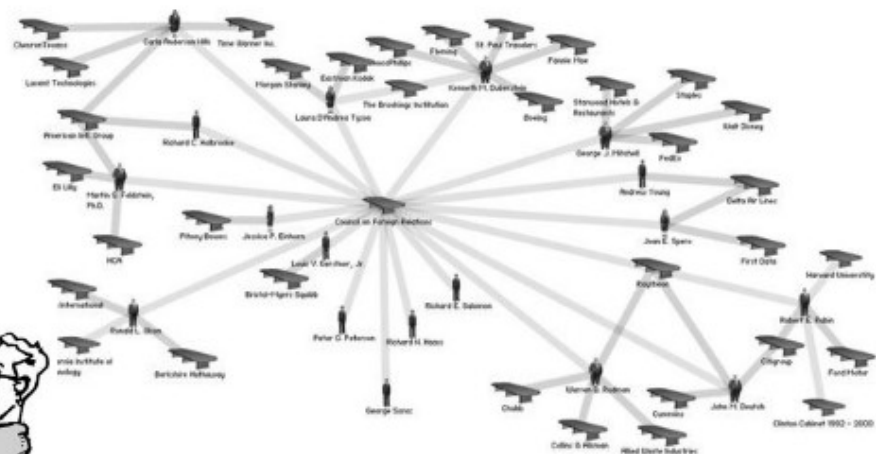 Carla Anderson Hills
Time Warner Inc.
Lucent Technologies
Morgan Stanley
Eastman Kodak
Fleming
St. Paul Travelers
Fannie Mae
Kenneth M. Duberstein
The Brookings Institution
Boeing
Laura D'Andrea Tyson
Starwood Hotels &
Restaurants
Staples
Walt Disney
George J. Mitchell
FedEx
American Intl. Group
Richard C. Holbrooke
Eli Lilly
Martin S. Feldstein,
Ph.D.
Andrew Young
Delta Air Lines
Council on Foreign Relations
Pitney Bowes
Jessica P. Einhorn
Joan E. Spero
First Data
HCA
Louis V. Gerstner, Jr.
Bristol-Myers Squibb
Harvard University
Raytheon
International
Ronald L. Olson
Richard E. Salomon
Robert E. Rubin
Peter G. Peterson
Richard N. Haass
Berkshire Hathaway
Citigroup
Ford Motor
Warren B. Rudman
George Soros
Chubb
Cummins
John M. Deutch
Clinton Cabinet 1992 - 2000
Collins & Aikman
Allied Waste Industries